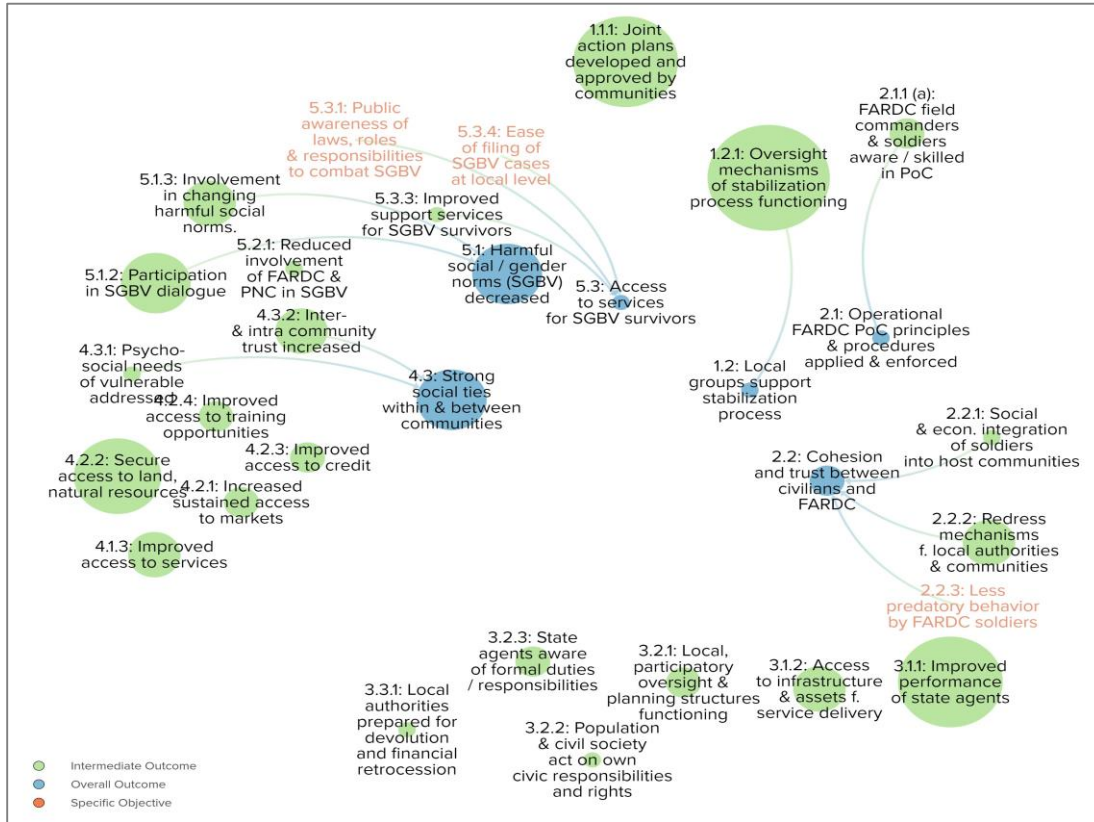 1.1.1: Joint
action plans
developed and
approved by
communities
5.3.1: Public
awareness of
laws, roles
& responsibilities
to combat SGBV
5.3.4: Ease
of filing of
SGBV cases
at local level
2.1.1 (a):
FARDC field
commanders
& soldiers
aware / skilled
in PoC
1.2.1: Oversight
mechanisms
of stabilization
process functioning
5.1.3: Involvement
in changing
harmful social
norms.
5.3.3: Improved
support services
for SGBV survivors
5.2.1: Reduced
involvement
of FARDC &
PNC in SGBV
5.1: Harmful
social / gender
norms (SGBV)
decreased
5.1.2: Participation
in SGBV dialogue
5.3: Access
to services
for SGBV survivors
4.3.2: Inter-
& intra community
trust increased
2.1: Operational
FARDC PoC principles
& procedures
applied & enforced
4.3.1: Psycho-
social needs
of vulnerable
addressed
1.2: Local
groups support
stabilization
process
4.3: Strong
social ties
within & between
communities
4.2.4: Improved
access to training
opportunities
2.2.1: Social
& econ. integration
of soldiers
into host communities
4.2.3: Improved
access to credit
4.2.2: Secure
access to land,
natural resources
2.2: Cohesion
and trust between
civilians and
FARDC
4.2.1: Increased
sustained access
to markets
2.2.2: Redress
mechanisms
f. local authorities
& communities
4.1.3: Improved
access to services
2.2.3: Less
predatory behavior
by FARDC soldiers
3.2.3: State
agents aware
of formal duties
/ responsibilities
3.2.1: Local,
participatory
oversight &
planning structures
functioning
3.1.2: Access
to infrastructure
& assets f.
service delivery
3.1.1: Improved
performance
of state agents
3.3.1: Local
authorities
prepared for
devolution
and financial
retrocession
3.2.2: Population
& civil society
act on own
civic responsibilities
and rights
Intermediate Outcome
Overall Outcome
Specific Objective